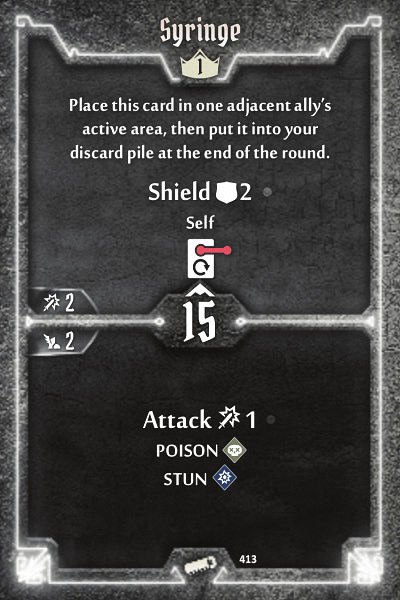 Syringe
1
Place this card in one adjacent ally's
active area, then put it into your
discard pile at the end of the round.
Shield 2
Self
2
15
2
Attack 1
POISON
STUN
413